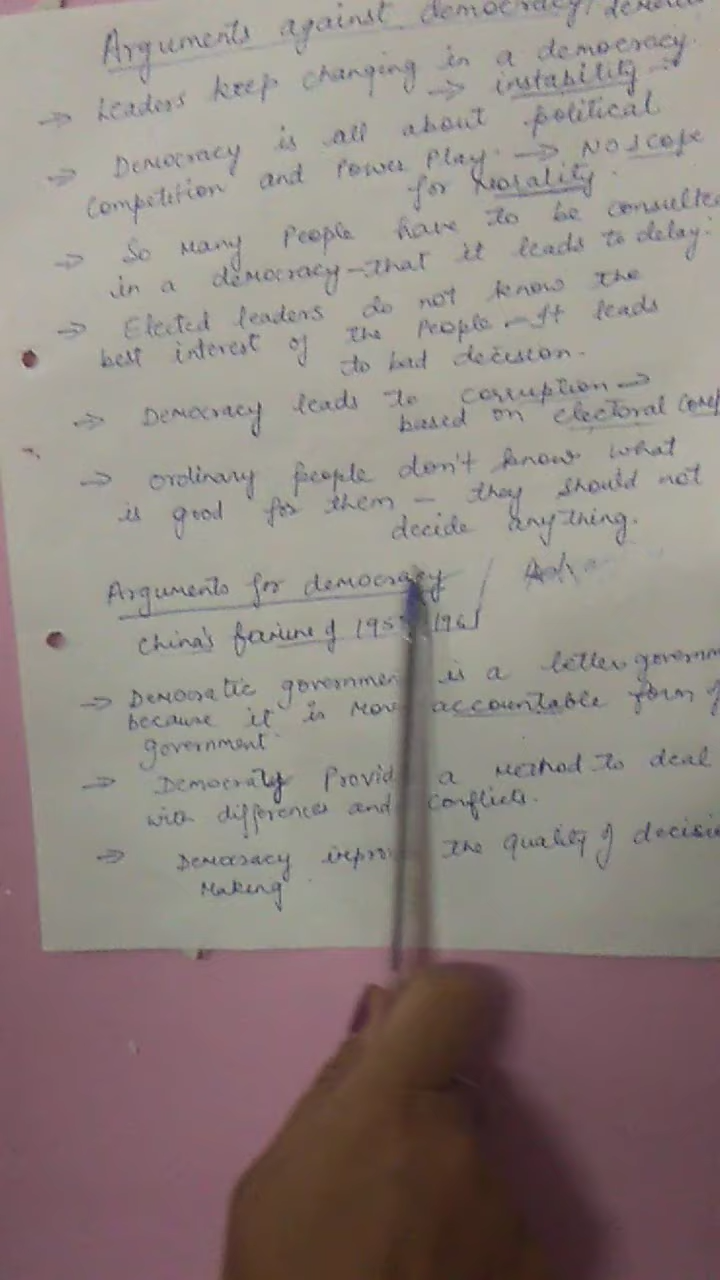 Arguments against democracy/
→ Leaders keep changing in a democracy.
→ instability
→ Democracy is all about political
Competition and Power Play. → No scope
for Morality.
→ So Many People have to be consulted
in a democracy - that it leads to delay.
→ Elected leaders do not know the
best interest of the People - It leads
to bad decision.
→ Democracy leads to corruption →
based on electoral
→ ordinary people don't know what
is good for them - they should not
decide anything.
Arguments for democracy /
China's famine of 1961
→ Democratic government is a better
because it is More accountable form of
government
→ Democracy Provid a method to deal
with differences and conflicts.
→ Democracy improv the quality of
Making